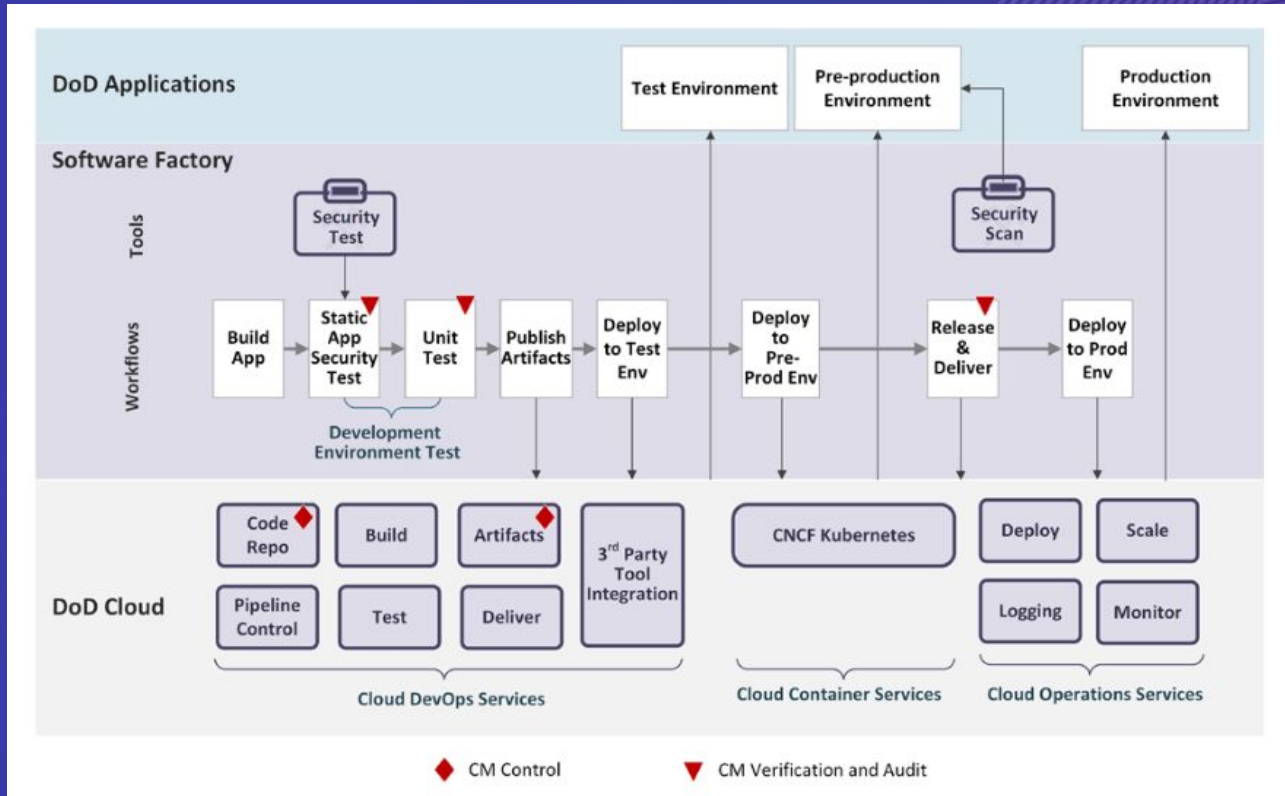 DoD Applications
Test Environment
Pre-production
Environment
Production
Environment
Software Factory
Tools
Security
Test
Security
Scan
Workflows
Build
App
Static
App
Security
Test
Unit
Test
Publish
Artifacts
Deploy
to Test
Env
Deploy
to
Pre-
Prod Env
Release
&
Deliver
Deploy
to Prod
Env
Development
Environment Test
DoD Cloud
Code
Repo
Build
Artifacts
3rd Party
Tool
Integration
Pipeline
Control
Test
Deliver
CNCF Kubernetes
Deploy
Scale
Logging
Monitor
Cloud DevOps Services
Cloud Container Services
Cloud Operations Services
CM Control
CM Verification and Audit